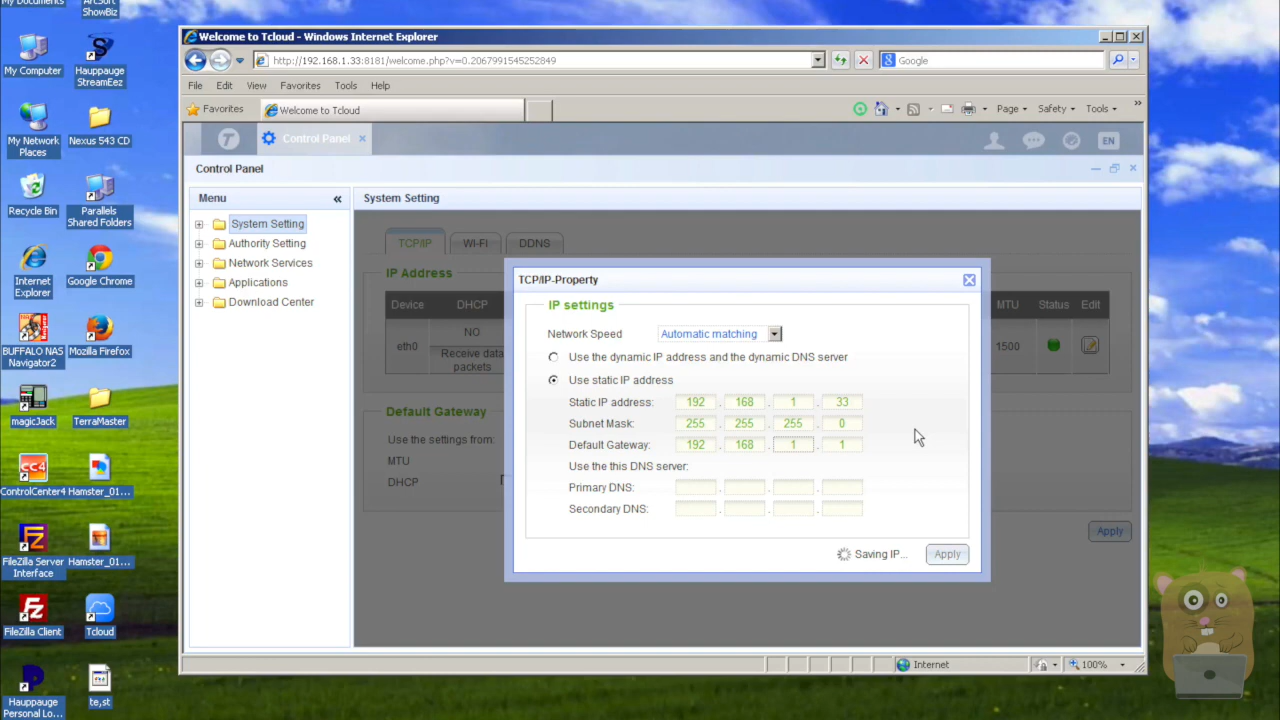 My Documents
ArcSoft
ShowBiz
My Computer
Hauppauge
StreamEez
My Network
Places
Nexus 543 CD
Recycle Bin
Parallels
Shared Folders
Internet
Explorer
Google Chrome
BUFFALO NAS
Navigator2
Mozilla Firefox
magicJack
TerraMaster
CC4
ControlCenter4
Hamster_01...
FileZilla Server
Interface
Hamster_01...
FileZilla Client
Tcloud
Hauppauge
Personal Lo...
te,st
Welcome to Tcloud - Windows Internet Explorer
http://192.168.1.33:8181/welcome.php?v=0.2067991545252849
Google
File Edit View Favorites Tools Help
Favorites
Welcome to Tcloud
Page Safety Tools
Control Panel
EN
Control Panel
Menu
System Setting
Authority Setting
Network Services
Applications
Download Center
System Setting
TCP/IP WI-FI DDNS
IP Address
Device DHCP MTU Status Edit
eth0
NO
Receive data
packets
1500
Default Gateway
Use the settings from:
MTU
DHCP
Apply
TCP/IP-Property
IP settings
Network Speed Automatic matching
Use the dynamic IP address and the dynamic DNS server
Use static IP address
Static IP address: 192 . 168 . 1 . 33
Subnet Mask: 255 . 255 . 255 . 0
Default Gateway: 192 . 168 . 1 . 1
Use the this DNS server:
Primary DNS: . . .
Secondary DNS: . . .
Saving IP... Apply
Internet
100%